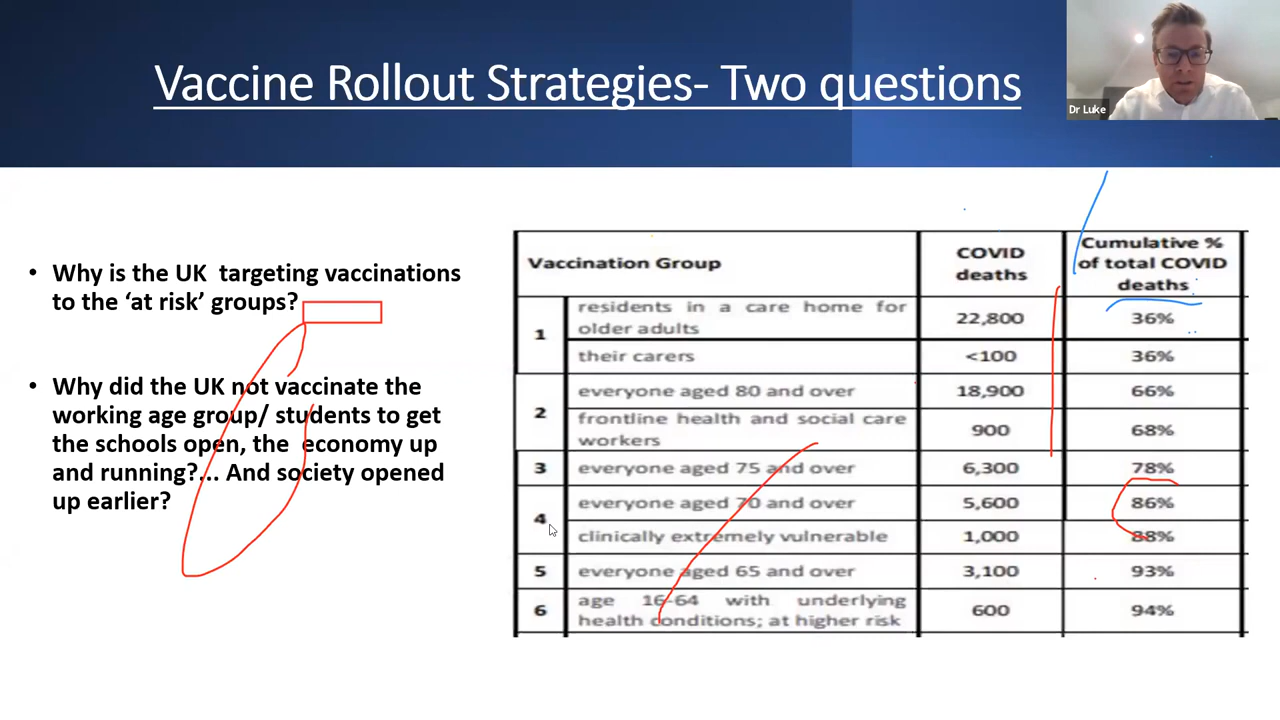 Vaccine Rollout Strategies- Two questions
Dr Luke
• Why is the UK targeting vaccinations
to the ‘at risk’ groups?
• Why did the UK not vaccinate the
working age group/ students to get
the schools open, the economy up
and running?... And society opened
up earlier?
Vaccination Group COVID deaths Cumulative % of total COVID deaths
1 residents in a care home for older adults 22,800 36%
their carers <100 36%
2 everyone aged 80 and over 18,900 66%
frontline health and social care workers 900 68%
3 everyone aged 75 and over 6,300 78%
4 everyone aged 70 and over 5,600 86%
clinically extremely vulnerable 1,000 88%
5 everyone aged 65 and over 3,100 93%
6 age 16-64 with underlying health conditions; at higher risk 600 94%